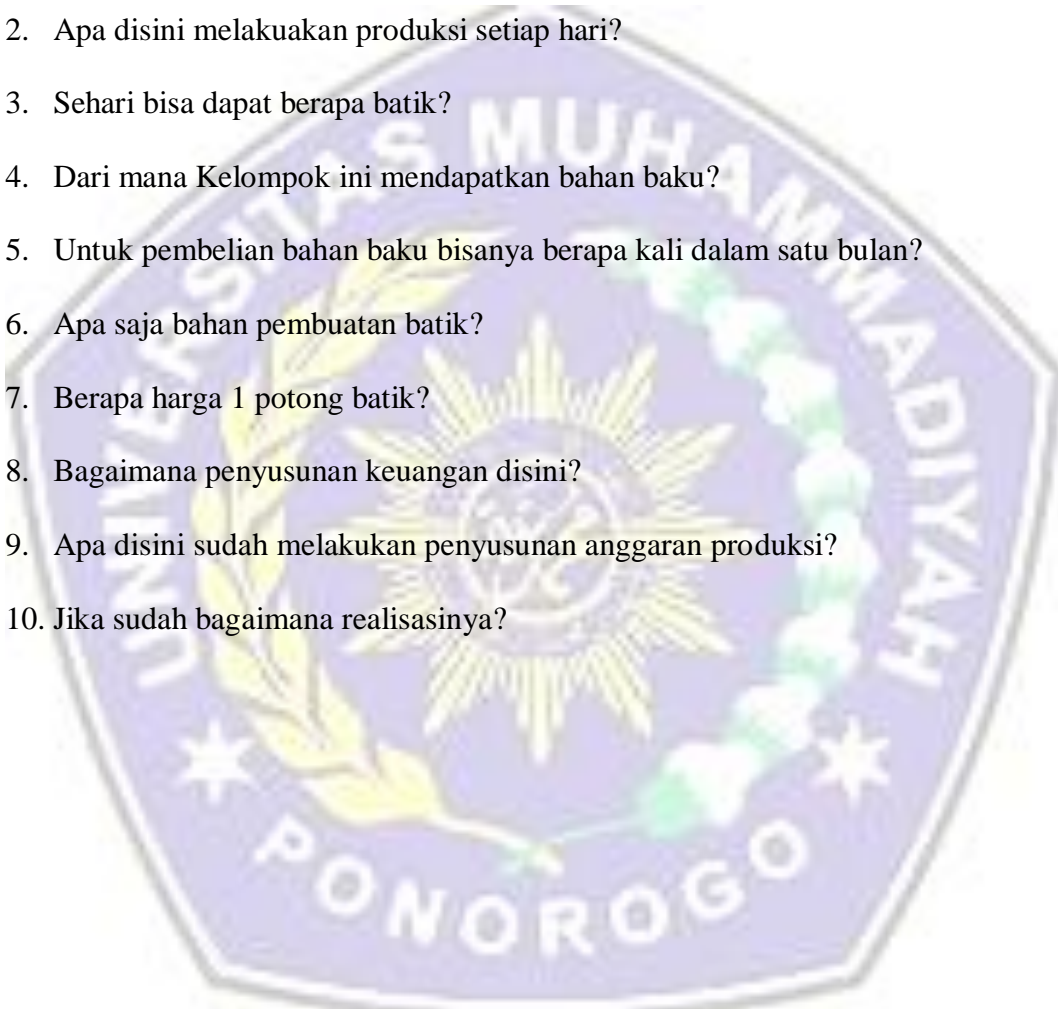 2. Apa disini melakuakan produksi setiap hari?
3. Sehari bisa dapat berapa batik?
4. Dari mana Kelompok ini mendapatkan bahan baku?
5. Untuk pembelian bahan baku bisanya berapa kali dalam satu bulan?
6. Apa saja bahan pembuatan batik?
7. Berapa harga 1 potong batik?
8. Bagaimana penyusunan keuangan disini?
9. Apa disini sudah melakukan penyusunan anggaran produksi?
10. Jika sudah bagaimana realisasinya?
UNIVERSITAS MUHAMMADIYAH
PONOROGO